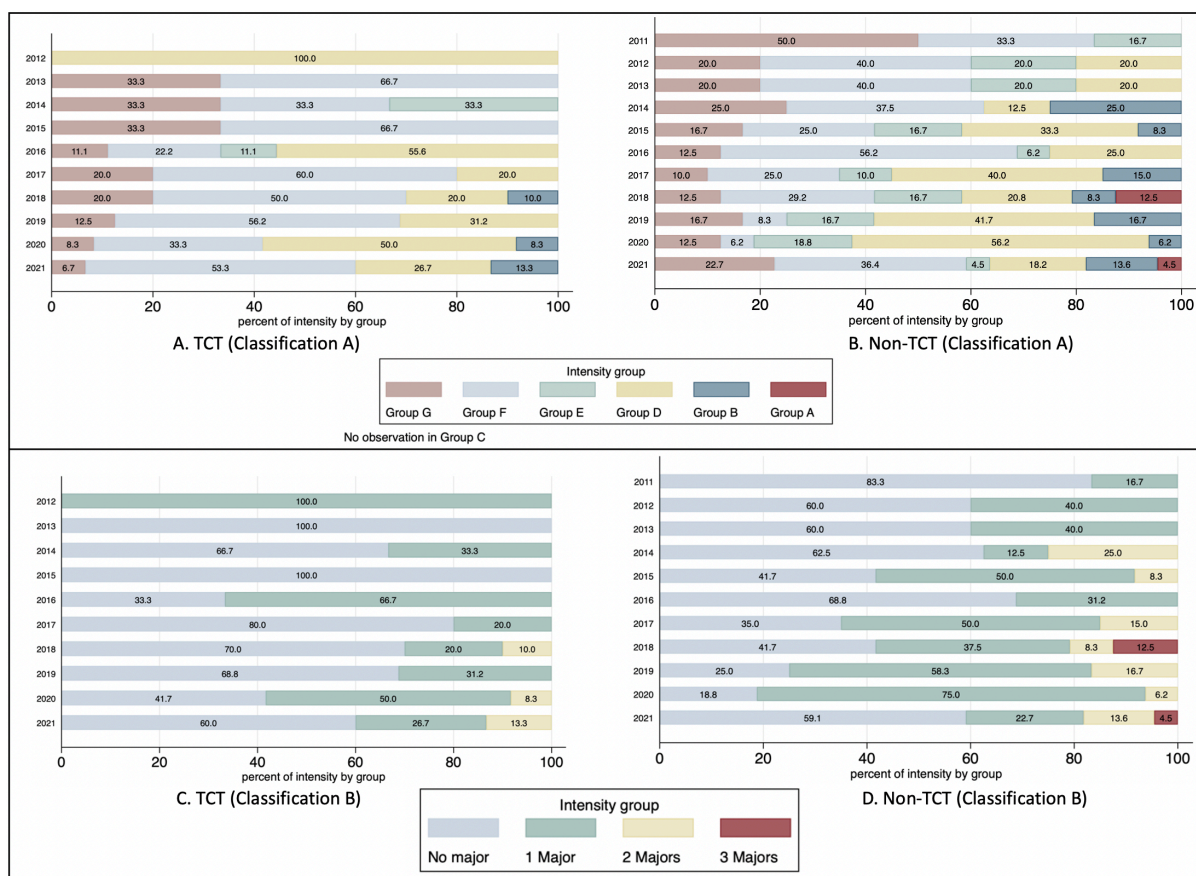 2012 100.0
2013 33.3 66.7
2014 33.3 33.3 33.3
2015 33.3 66.7
2016 11.1 22.2 11.1 55.6
2017 20.0 60.0 20.0
2018 20.0 50.0 20.0 10.0
2019 12.5 56.2 31.2
2020 8.3 33.3 50.0 8.3
2021 6.7 53.3 26.7 13.3
0 20 40 60 80 100
percent of intensity by group
A. TCT (Classification A)
2011 50.0 33.3 16.7
2012 20.0 40.0 20.0 20.0
2013 20.0 40.0 20.0 20.0
2014 25.0 37.5 12.5 25.0
2015 16.7 25.0 16.7 33.3 8.3
2016 12.5 56.2 6.2 25.0
2017 10.0 25.0 10.0 40.0 15.0
2018 12.5 29.2 16.7 20.8 8.3 12.5
2019 16.7 8.3 16.7 41.7 16.7
2020 12.5 6.2 18.8 56.2 6.2
2021 22.7 36.4 4.5 18.2 13.6 4.5
0 20 40 60 80 100
percent of intensity by group
B. Non-TCT (Classification A)
Intensity group
Group G Group F Group E Group D Group B Group A
No observation in Group C
2012 100.0
2013 100.0
2014 66.7 33.3
2015 100.0
2016 33.3 66.7
2017 80.0 20.0
2018 70.0 20.0 10.0
2019 68.8 31.2
2020 41.7 50.0 8.3
2021 60.0 26.7 13.3
0 20 40 60 80 100
percent of intensity by group
C. TCT (Classification B)
2011 83.3 16.7
2012 60.0 40.0
2013 60.0 40.0
2014 62.5 12.5 25.0
2015 41.7 50.0 8.3
2016 68.8 31.2
2017 35.0 50.0 15.0
2018 41.7 37.5 8.3 12.5
2019 25.0 58.3 16.7
2020 18.8 75.0 6.2
2021 59.1 22.7 13.6 4.5
0 20 40 60 80 100
percent of intensity by group
D. Non-TCT (Classification B)
Intensity group
No major 1 Major 2 Majors 3 Majors